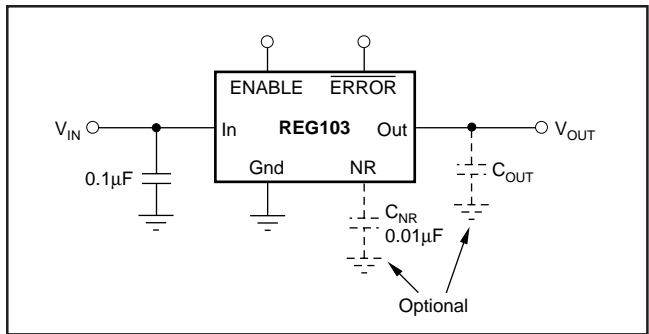 ENABLE ERROR
V_IN In REG103 Out V_OUT
0.1μF Gnd NR C_OUT
C_NR
0.01μF
Optional